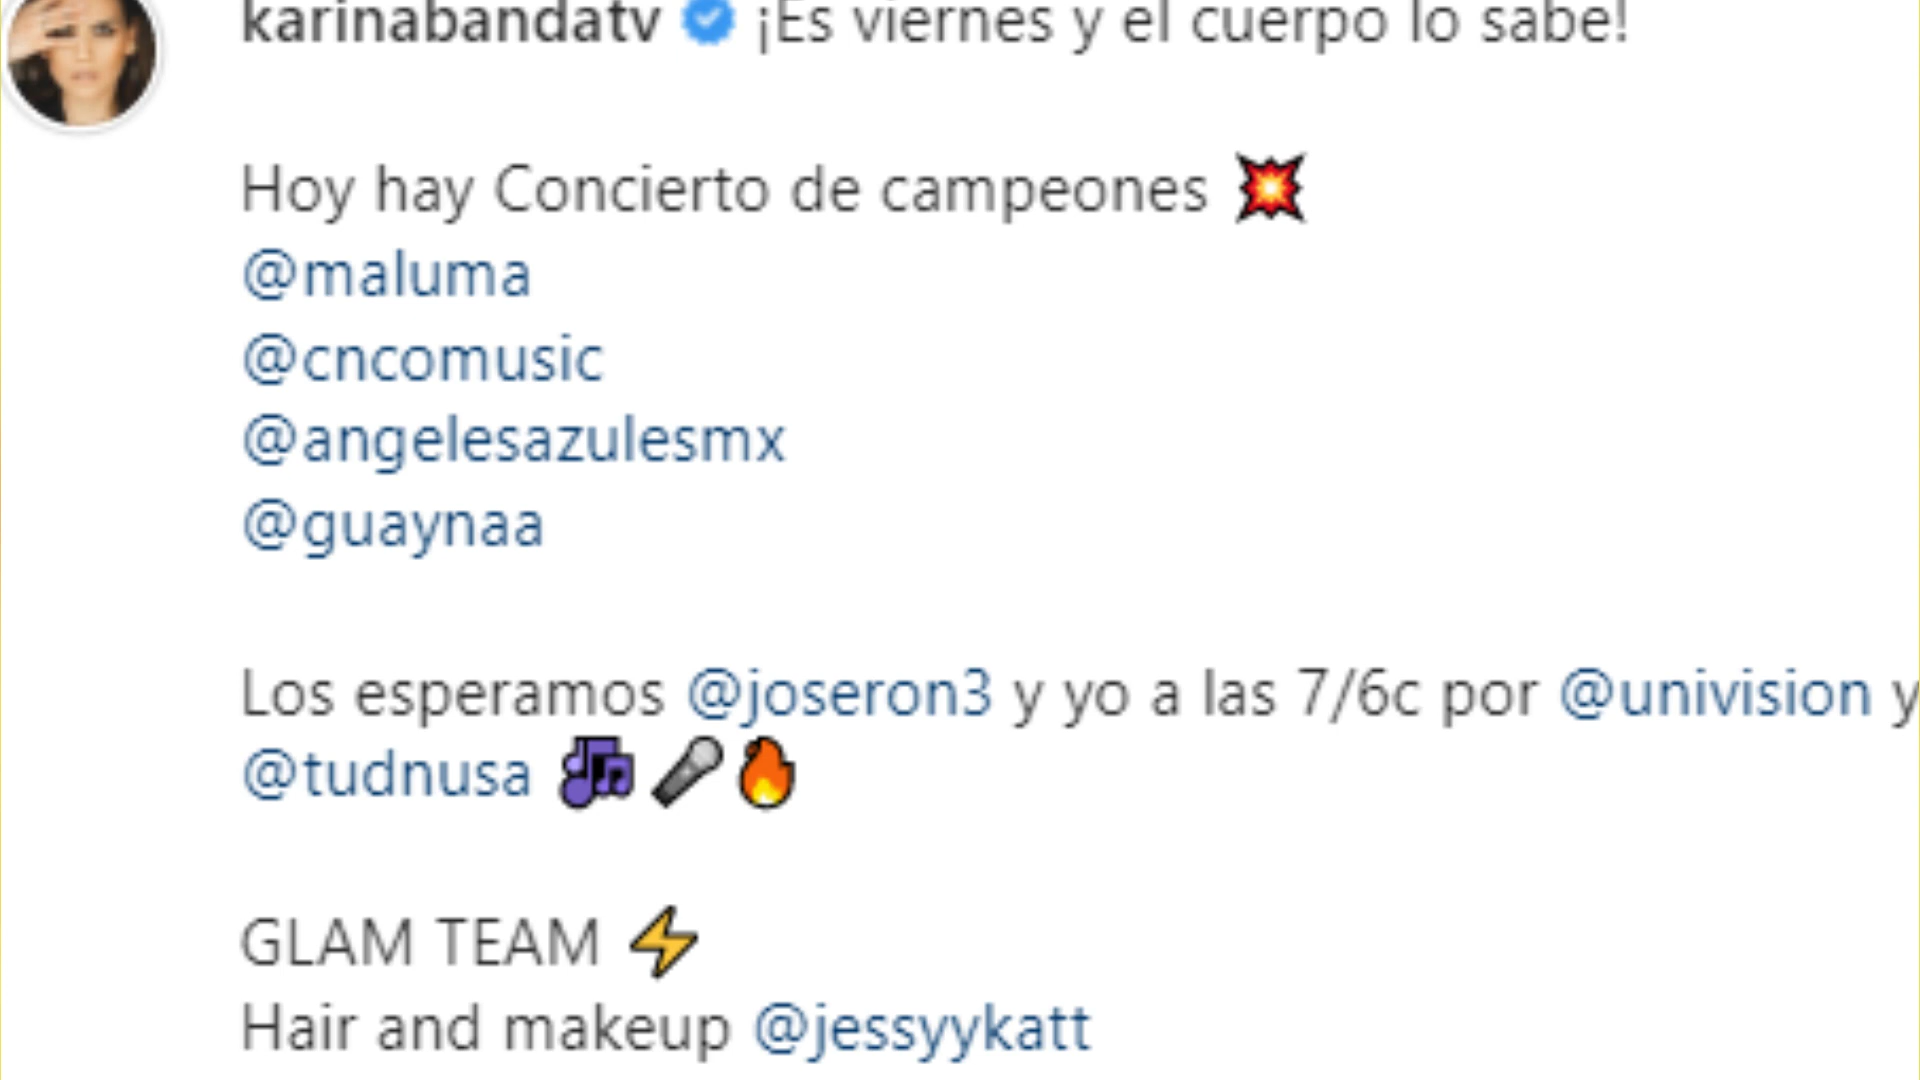 karinabandatv ¡Es viernes y el cuerpo lo sabe!
Hoy hay Concierto de campeones 💥
@maluma
@cncomusic
@angelesazulesmx
@guaynaa
Los esperamos @joseron3 y yo a las 7/6c por @univision y
@tudnusa 🎶🎤🔥
GLAM TEAM ⚡
Hair and makeup @jessyykatt